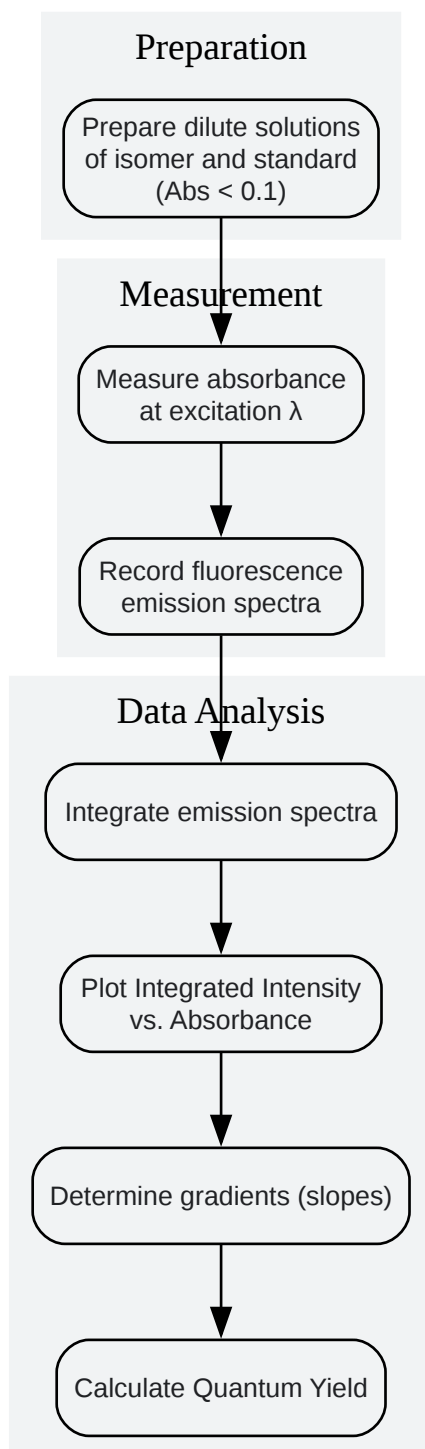 Preparation
Prepare dilute solutions
of isomer and standard
(Abs < 0.1)
Measurement
Measure absorbance
at excitation λ
Record fluorescence
emission spectra
Data Analysis
Integrate emission spectra
Plot Integrated Intensity
vs. Absorbance
Determine gradients (slopes)
Calculate Quantum Yield